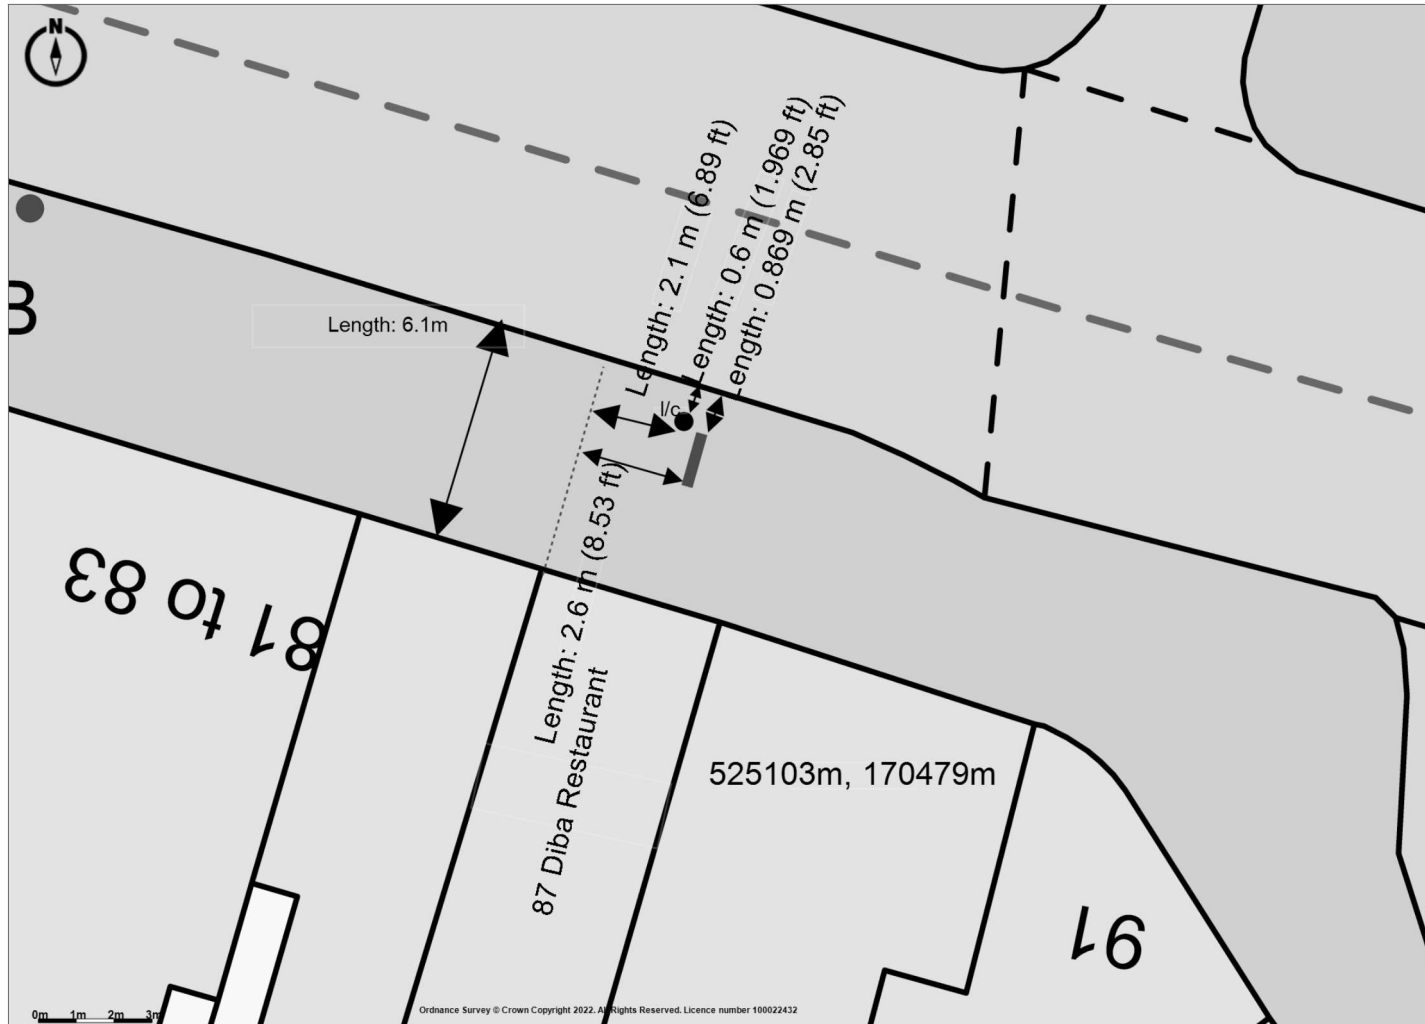 N
Length: 2.1 m (6.89 ft)
Length: 0.6 m (1.969 ft)
Length: 0.869 m (2.85 ft)
8
Length: 6.1m
l/c
Length: 2.6 m (8.53 ft)
81 to 83
87 Diba Restaurant
525103m, 170479m
91
0m 1m 2m 3m
Ordnance Survey © Crown Copyright 2022. All Rights Reserved. Licence number 100022432